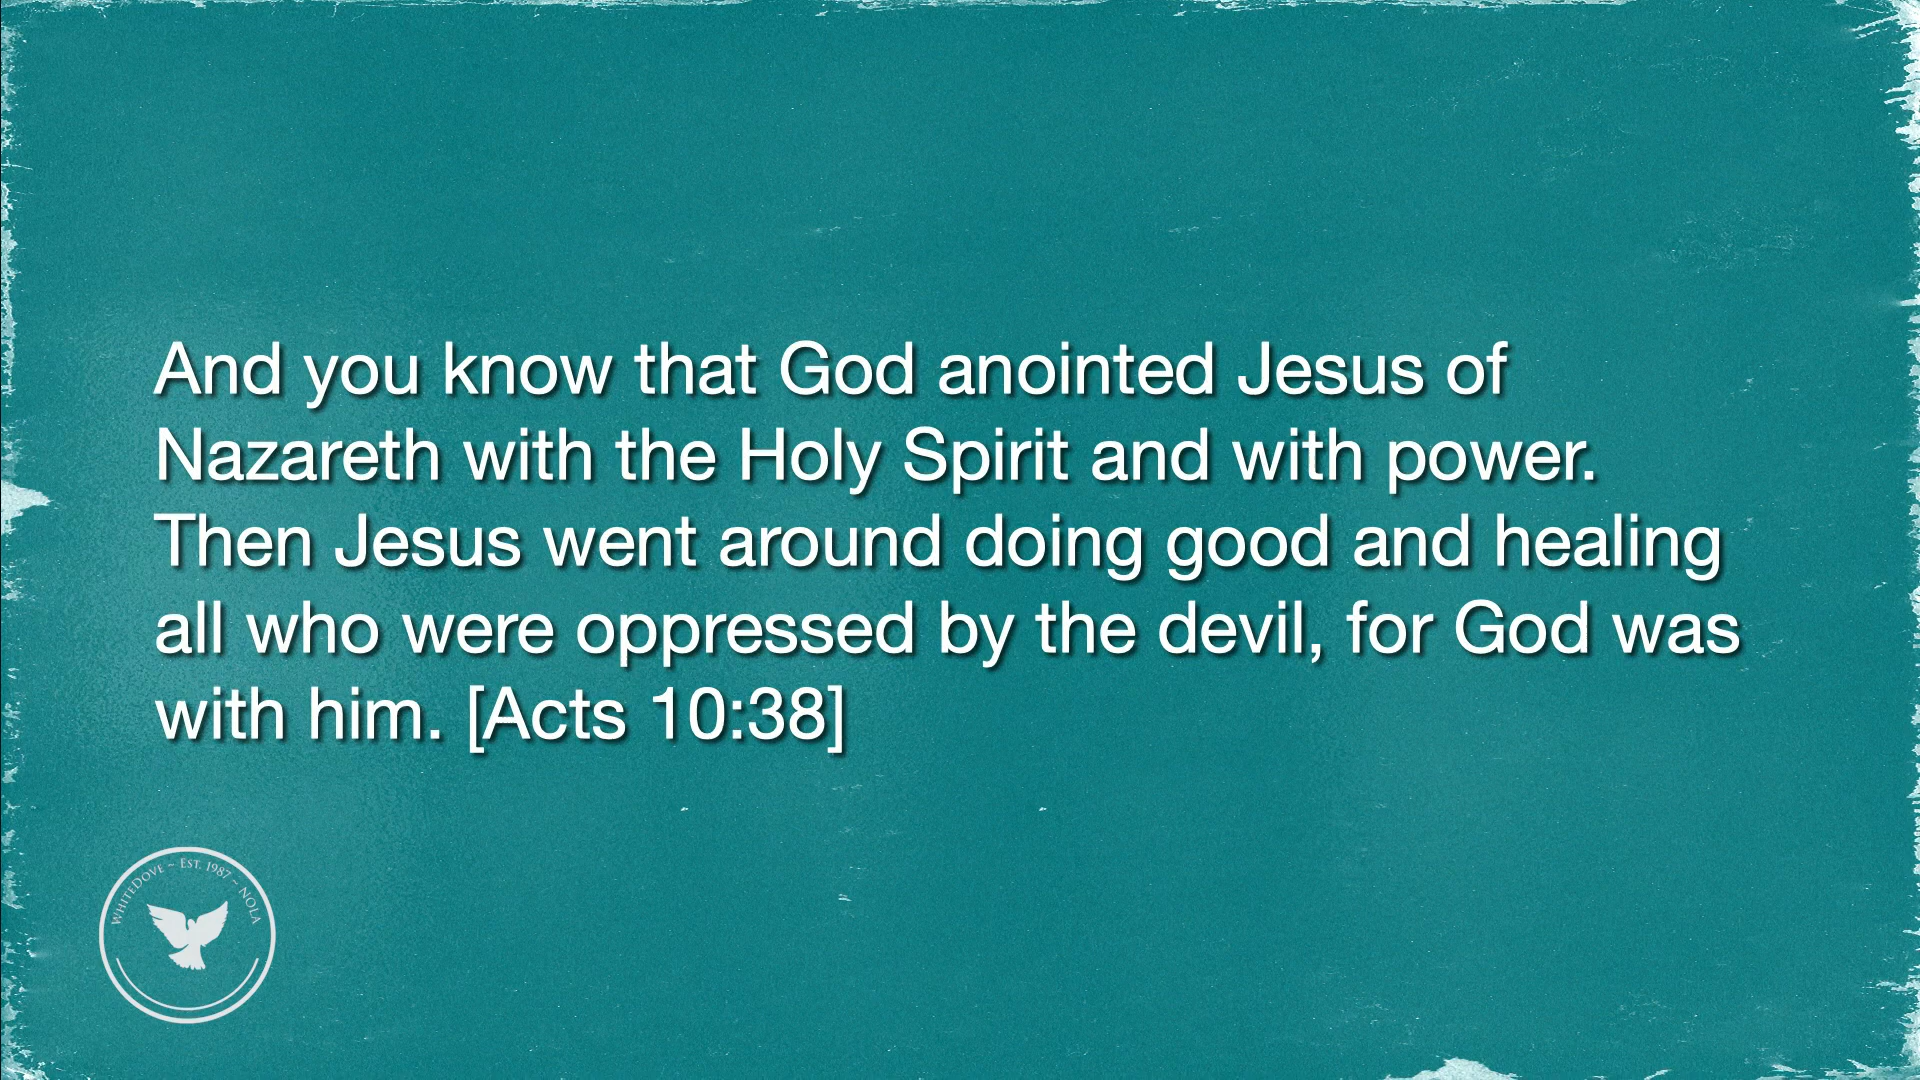 And you know that God anointed Jesus of
Nazareth with the Holy Spirit and with power.
Then Jesus went around doing good and healing
all who were oppressed by the devil, for God was
with him. [Acts 10:38]
WHITEDOVE ~ EST. 1987 ~ NOLA